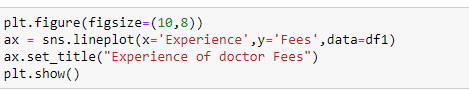 plt.figure(figsize=(10,8))
ax = sns.lineplot(x='Experience',y='Fees',data=df1)
ax.set_title("Experience of doctor Fees")
plt.show()